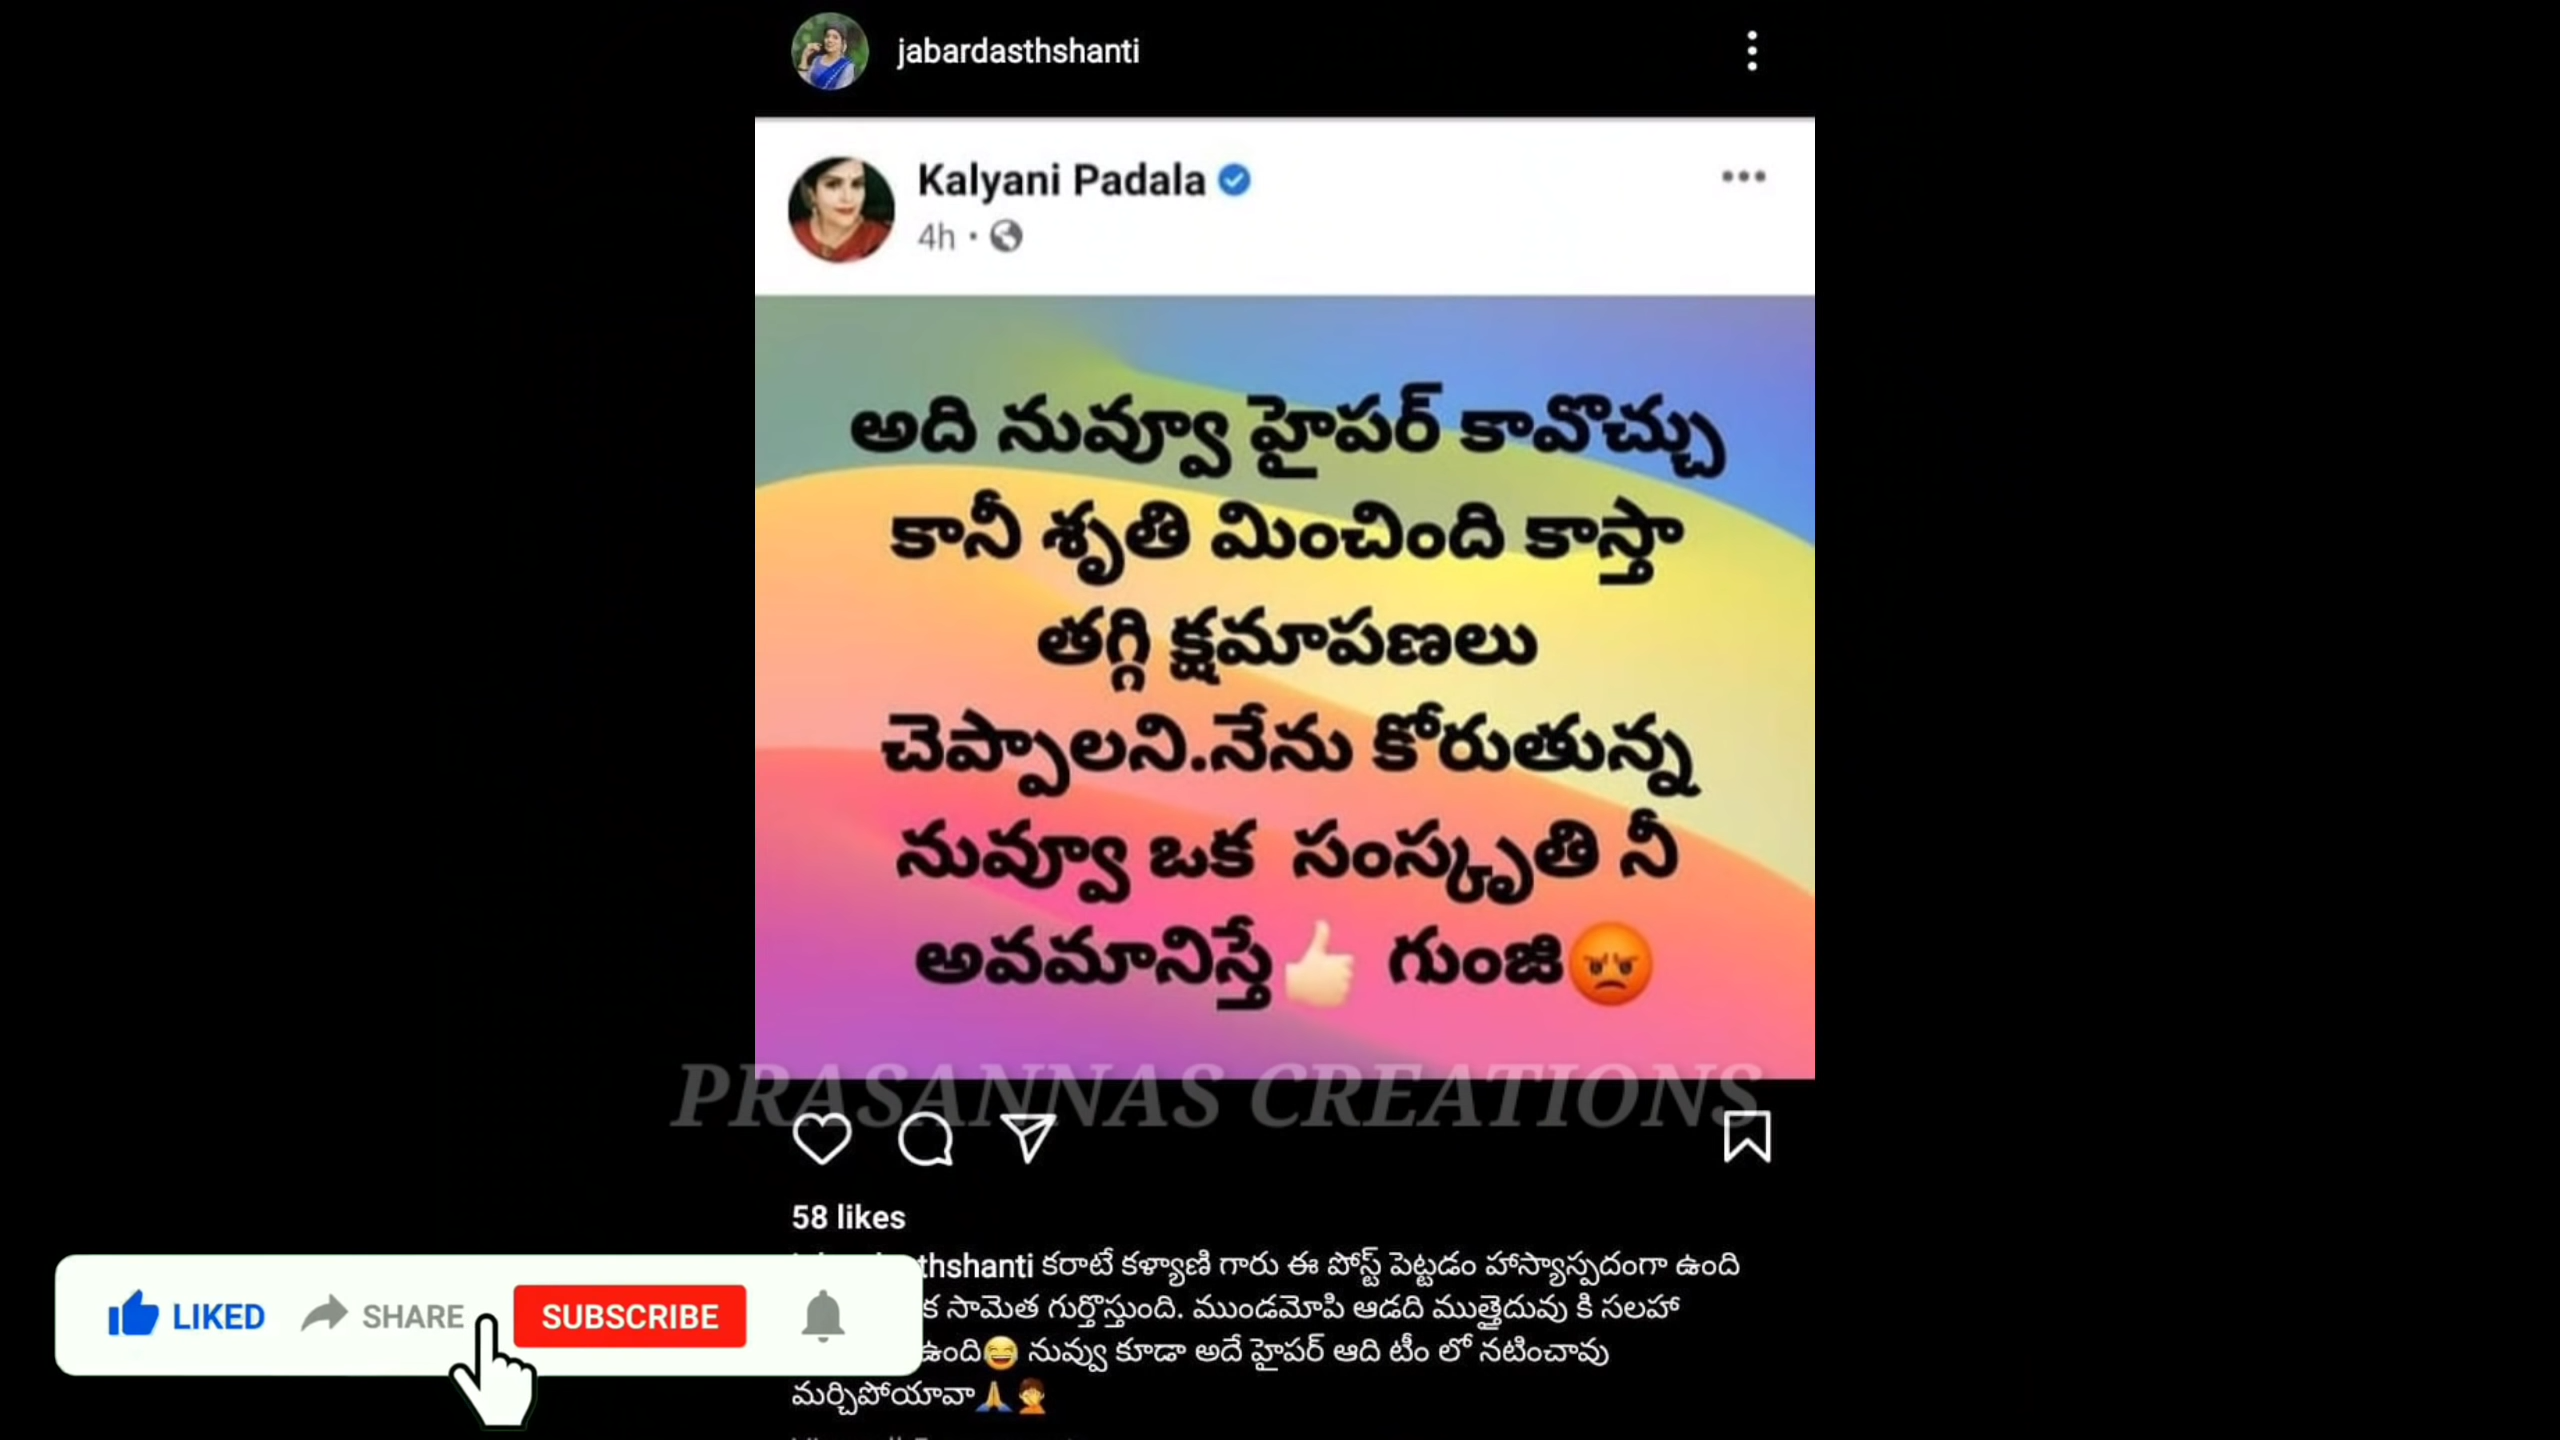 jabardasthshanti
Kalyani Padala
4h
అది నువ్వూ హైపర్ కావొచ్చు
కానీ శృతి మించింది కాస్తా
తగ్గి క్షమాపణలు
చెప్పాలని.నేను కోరుతున్న
నువ్వూ ఒక సంస్కృతి నీ
అవమానిస్తే👍🏻 గుంజి😡
PRASANNAS CREATIONS
58 likes
thshanti కరాటే కళ్యాణి గారు ఈ పోస్ట్ పెట్టడం హాస్యాస్పదంగా ఉంది
క సామెత గుర్తొస్తుంది. ముండమోపి ఆడది ముత్తైదువు కి సలహా
ఉంది😄 నువ్వు కూడా అదే హైపర్ ఆది టీం లో నటించావు
మర్చిపోయావా🙏🤦
LIKED SHARE SUBSCRIBE